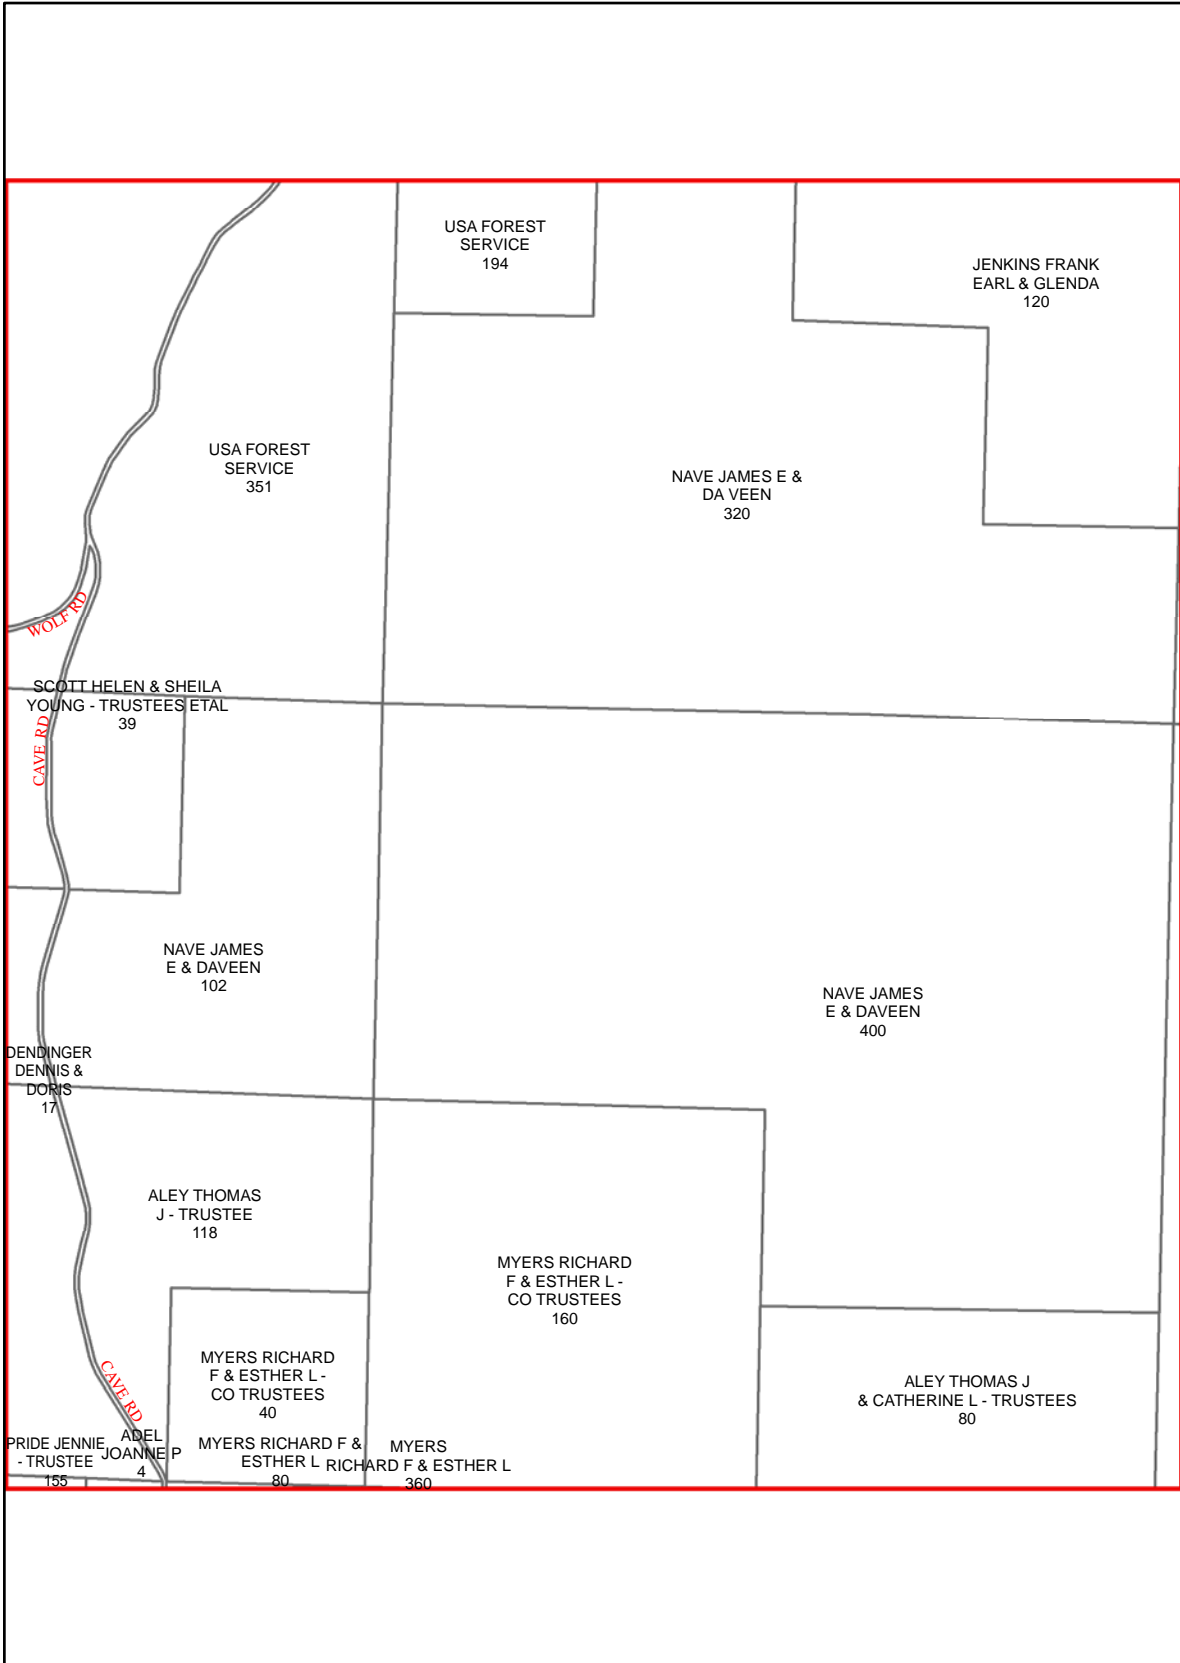 USA FOREST
SERVICE
194
JENKINS FRANK
EARL & GLENDA
120
USA FOREST
SERVICE
351
NAVE JAMES E &
DA VEEN
320
WOLF RD
SCOTT HELEN & SHEILA
YOUNG - TRUSTEES ETAL
39
CAVE RD
NAVE JAMES
E & DAVEEN
102
NAVE JAMES
E & DAVEEN
400
DENDINGER
DENNIS &
DORIS
17
ALEY THOMAS
J - TRUSTEE
118
MYERS RICHARD
F & ESTHER L -
CO TRUSTEES
160
MYERS RICHARD
F & ESTHER L -
CO TRUSTEES
40
ALEY THOMAS J
& CATHERINE L - TRUSTEES
80
CAVE RD
PRIDE JENNIE
- TRUSTEE
155
ADEL
JOANNE P
4
MYERS RICHARD F &
ESTHER L
80
MYERS
RICHARD F & ESTHER L
360